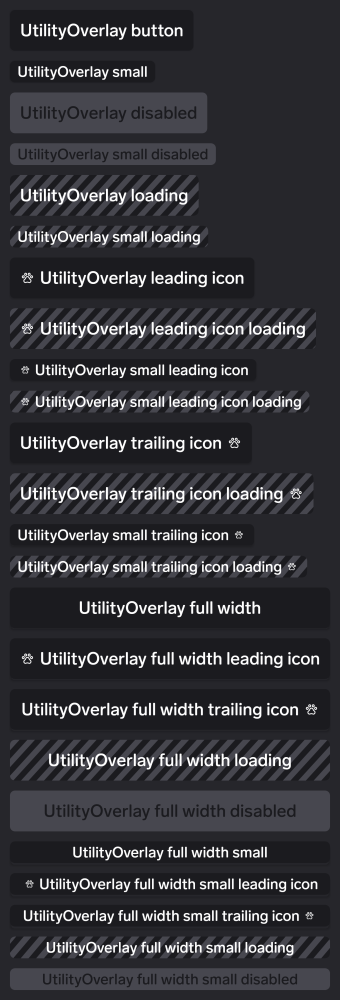 UtilityOverlay button
UtilityOverlay small
UtilityOverlay disabled
UtilityOverlay small disabled
UtilityOverlay loading
UtilityOverlay small loading
UtilityOverlay leading icon
UtilityOverlay leading icon loading
UtilityOverlay small leading icon
UtilityOverlay small leading icon loading
UtilityOverlay trailing icon
UtilityOverlay trailing icon loading
UtilityOverlay small trailing icon
UtilityOverlay small trailing icon loading
UtilityOverlay full width
UtilityOverlay full width leading icon
UtilityOverlay full width trailing icon
UtilityOverlay full width loading
UtilityOverlay full width disabled
UtilityOverlay full width small
UtilityOverlay full width small leading icon
UtilityOverlay full width small trailing icon
UtilityOverlay full width small loading
UtilityOverlay full width small disabled